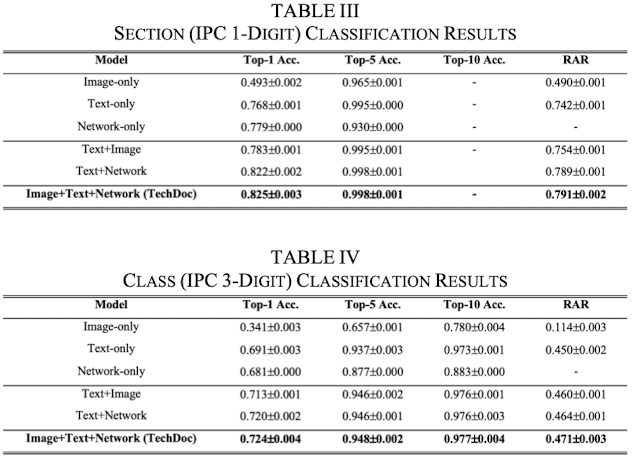 TABLE III
SECTION (IPC 1-DIGIT) CLASSIFICATION RESULTS
Model Top-1 Acc. Top-5 Acc. Top-10 Acc. RAR
Image-only 0.493±0.002 0.965±0.001 - 0.490±0.001
Text-only 0.768±0.001 0.995±0.000 - 0.742±0.001
Network-only 0.779±0.000 0.930±0.000 - -
Text+Image 0.783±0.001 0.995±0.001 - 0.754±0.001
Text+Network 0.822±0.002 0.998±0.001 0.789±0.001
Image+Text+Network (TechDoc) 0.825±0.003 0.998±0.001 - 0.791±0.002
TABLE IV
CLASS (IPC 3-DIGIT) CLASSIFICATION RESULTS
Model Top-1 Acc. Top-5 Acc. Top-10 Acc. RAR
Image-only 0.341±0.003 0.657±0.001 0.780±0.004 0.114±0.003
Text-only 0.691±0.003 0.937±0.003 0.973±0.001 0.450±0.002
Network-only 0.681±0.000 0.877±0.000 0.883±0.000 -
Text+Image 0.713±0.001 0.946±0.002 0.976±0.001 0.460±0.001
Text+Network 0.720±0.002 0.946±0.001 0.976±0.003 0.464±0.001
Image+Text+Network (TechDoc) 0.724±0.004 0.948±0.002 0.977±0.004 0.471±0.003